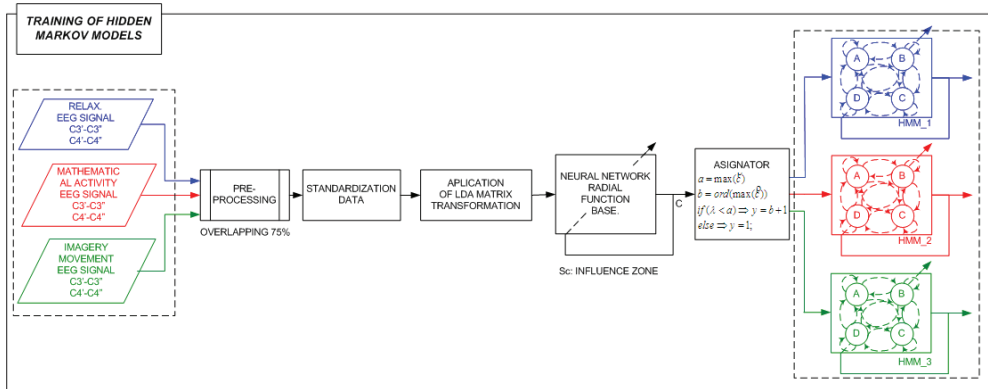 TRAINING OF HIDDEN
MARKOV MODELS
RELAX.
EEG SIGNAL
C3'-C3"
C4'-C4"
MATHEMATIC
AL ACTIVITY
EEG SIGNAL
C3'-C3"
C4'-C4"
IMAGERY
MOVEMENT
EEG SIGNAL
C3'-C3"
C4'-C4"
PRE-
PROCESSING
OVERLAPPING 75%
STANDARDIZATION
DATA
APLICATION OF
LDA MATRIX
TRANSFORMATION
NEURAL NETWORK
RADIAL
FUNCTION
BASE.
C
Sc: INFLUENCE ZONE
ASIGNATOR
a = max(ξ)
b = ord(max(ξ))
if (λ < a) ⇒ y = b + 1
else ⇒ y = 1;
A B
D C
HMM_1
A B
D C
HMM_2
A B
D C
HMM_3